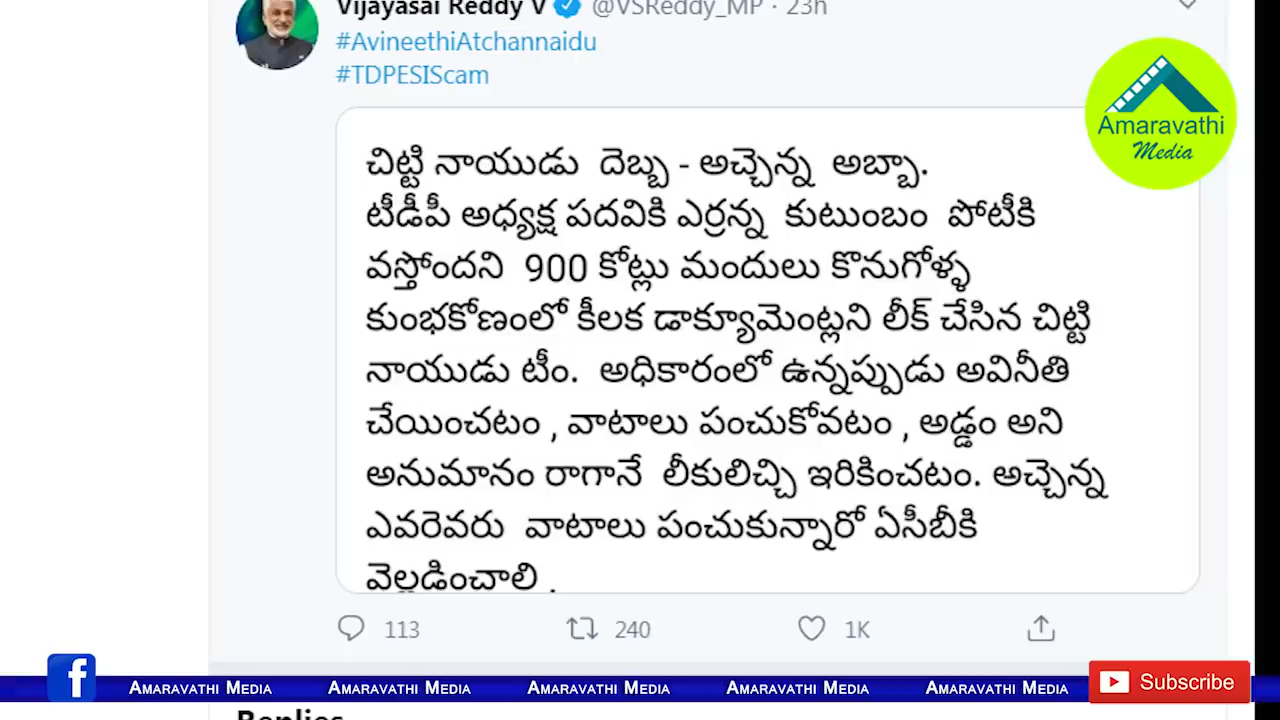 Vijayasai Reddy V @VSReddy_MP · 23h
#AvineethiAtchannaidu
#TDPESIScam
Amaravathi
Media
చిట్టి నాయుడు దెబ్బ - అచ్చెన్న అబ్బా.
టీడీపీ అధ్యక్ష పదవికి ఎర్రన్న కుటుంబం పోటీకి
వస్తోందని 900 కోట్లు మందులు కొనుగోళ్ళ
కుంభకోణంలో కీలక డాక్యూమెంట్లని లీక్ చేసిన చిట్టి
నాయుడు టీం. అధికారంలో ఉన్నప్పుడు అవినీతి
చేయించటం , వాటాలు పంచుకోవటం , అడ్డం అని
అనుమానం రాగానే లీకులిచ్చి ఇరికించటం. అచ్చెన్న
ఎవరెవరు వాటాలు పంచుకున్నారో ఏసీబీకి
వెల్లడించాలి .
113 240 1K
f Amaravathi Media Amaravathi Media Amaravathi Media Amaravathi Media Amaravathi Media Subscribe
Replies